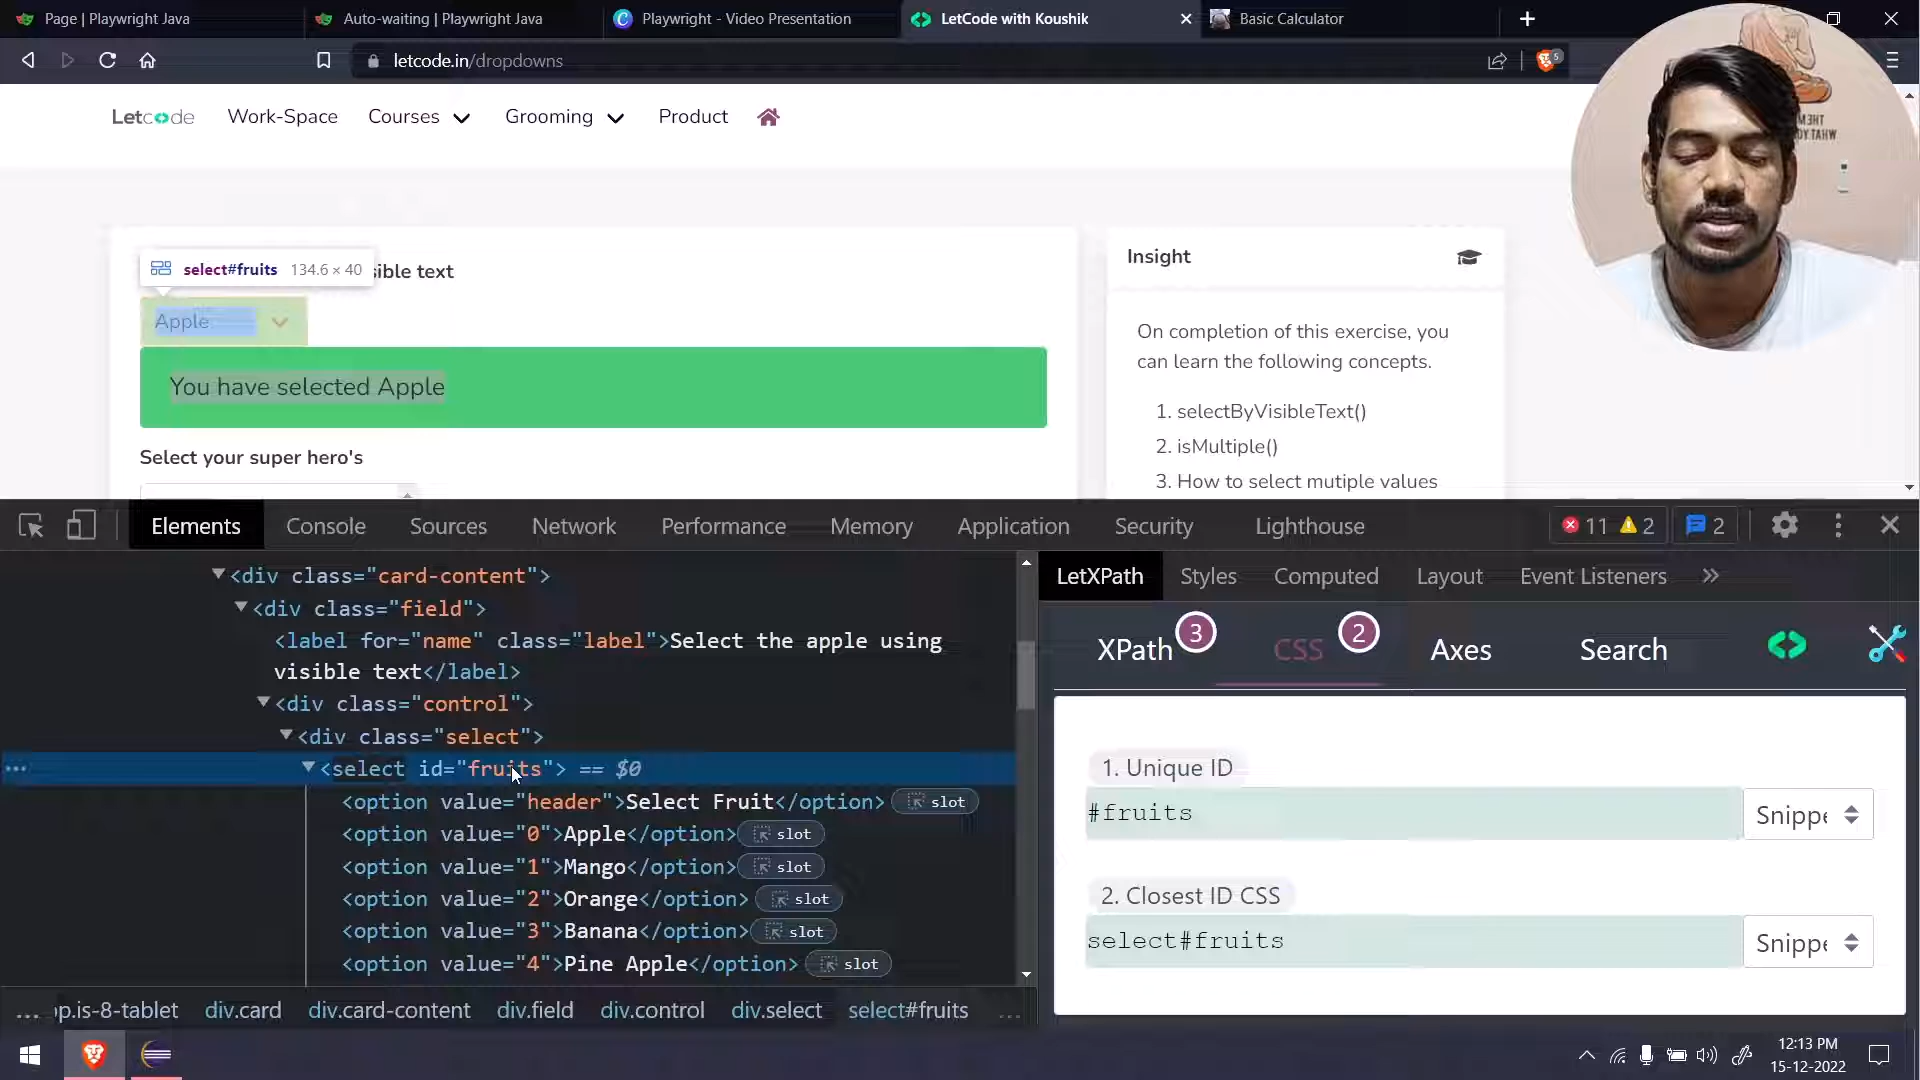 Page | Playwright Java
Auto-waiting | Playwright Java
Playwright - Video Presentation
LetCode with Koushik
Basic Calculator
letcode.in/dropdowns
5
Letcode
Work-Space
Courses
Grooming
Product
select#fruits 134.6 × 40
sible text
Apple
You have selected Apple
Select your super hero's
Insight
On completion of this exercise, you
can learn the following concepts.
1. selectByVisibleText()
2. isMultiple()
3. How to select mutiple values
Elements
Console
Sources
Network
Performance
Memory
Application
Security
Lighthouse
11
2
2
<div class="card-content">
<div class="field">
<label for="name" class="label">Select the apple using
visible text</label>
<div class="control">
<div class="select">
<select id="fruits"> == $0
<option value="header">Select Fruit</option> slot
<option value="0">Apple</option> slot
<option value="1">Mango</option> slot
<option value="2">Orange</option> slot
<option value="3">Banana</option> slot
<option value="4">Pine Apple</option> slot
... pp.is-8-tablet div.card div.card-content div.field div.control div.select select#fruits ...
LetXPath
Styles
Computed
Layout
Event Listeners
XPath 3
CSS 2
Axes
Search
1. Unique ID
#fruits
Snippe
2. Closest ID CSS
select#fruits
Snippe
12:13 PM
15-12-2022